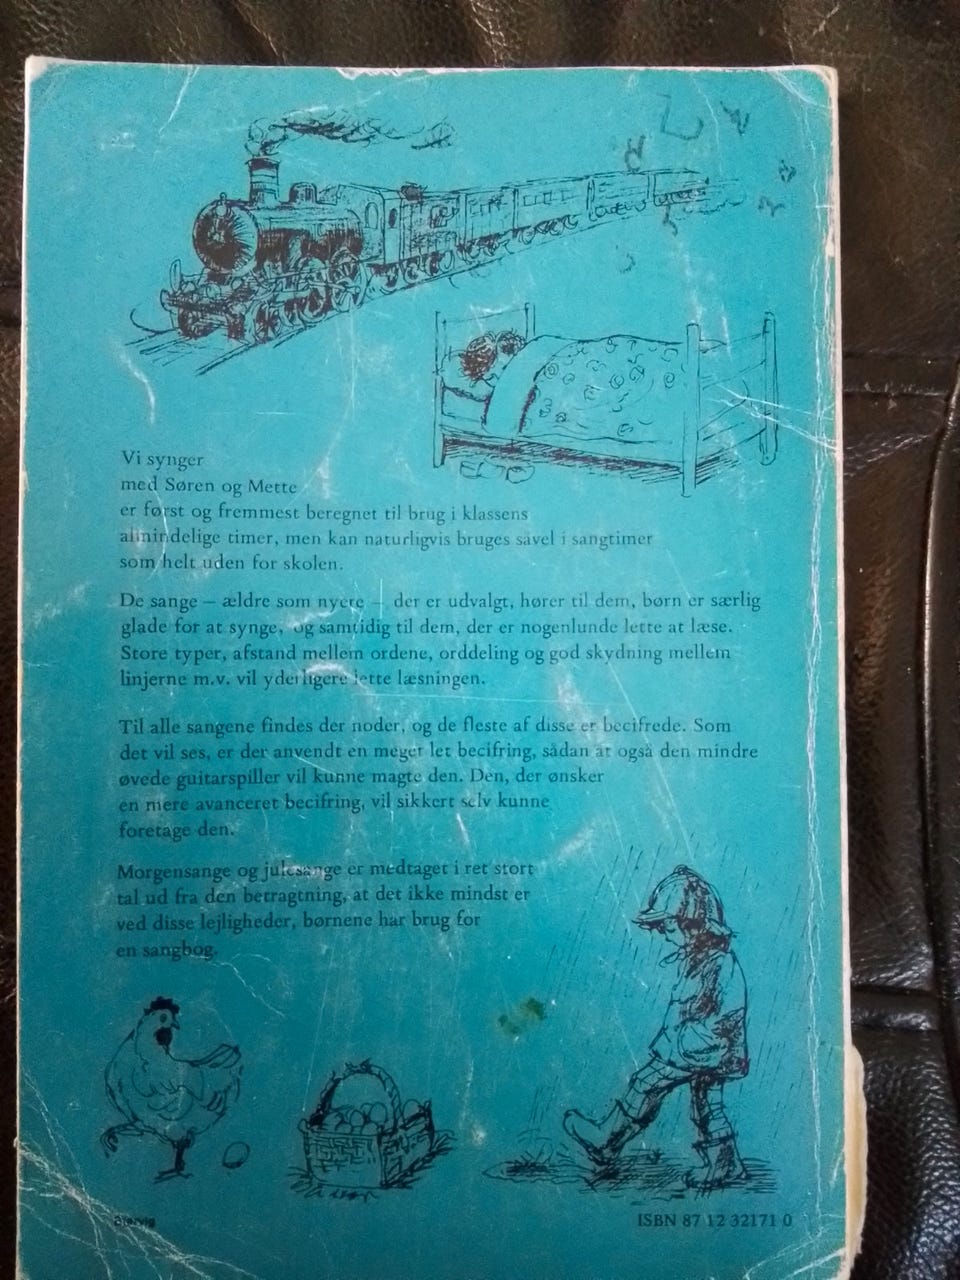 Vi synger
med Søren og Mette
er først og fremmest beregnet til brug i klassens
almindelige timer, men kan naturligvis bruges såvel i sangtimer
som helt uden for skolen.
De sange – ældre som nyere – der er udvalgt, hører til dem, børn er særlig
glade for at synge, og samtidig til dem, der er nogenlunde lette at læse.
Store typer, afstand mellem ordene, orddeling og god skydning mellem
linjerne m.v. vil yderligere lette læsningen.
Til alle sangene findes der noder, og de fleste af disse er becifrede. Som
det vil ses, er der anvendt en meget let becifring, sådan at også den mindre
øvede guitarspiller vil kunne magte den. Den, der ønsker
en mere avanceret becifring, vil sikkert selv kunne
foretage den.
Morgensange og julesange er medtaget i ret stort
tal ud fra den betragtning, at det ikke mindst er
ved disse lejligheder, børnene har brug for
en sangbog.
ISBN 87 12 32171 0